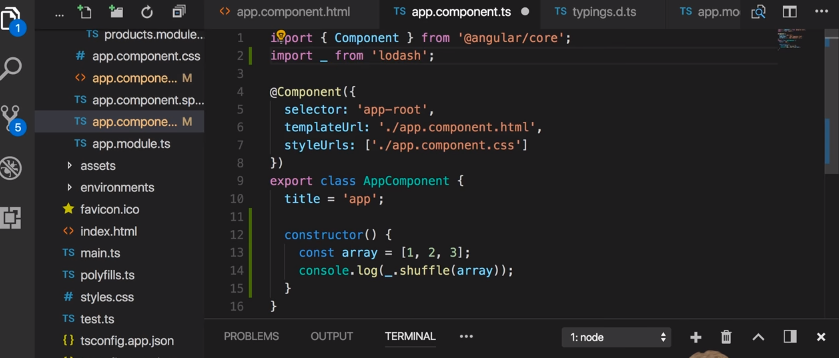 1
5
...
products.module...
# app.component.css
<> app.compone... M
TS app.component.sp...
TS app.compone... M
TS app.module.ts
assets
environments
favicon.ico
<> index.html
TS main.ts
TS polyfills.ts
# styles.css
TS test.ts
{} tsconfig.app.json
<> app.component.html
TS app.component.ts
TS typings.d.ts
TS app.mo
1 import { Component } from '@angular/core';
2 import _ from 'lodash';
3
4 @Component({
5 selector: 'app-root',
6 templateUrl: './app.component.html',
7 styleUrls: ['./app.component.css']
8 })
9 export class AppComponent {
10 title = 'app';
11
12 constructor() {
13 const array = [1, 2, 3];
14 console.log(_.shuffle(array));
15 }
16 }
PROBLEMS
OUTPUT
TERMINAL
...
1: node